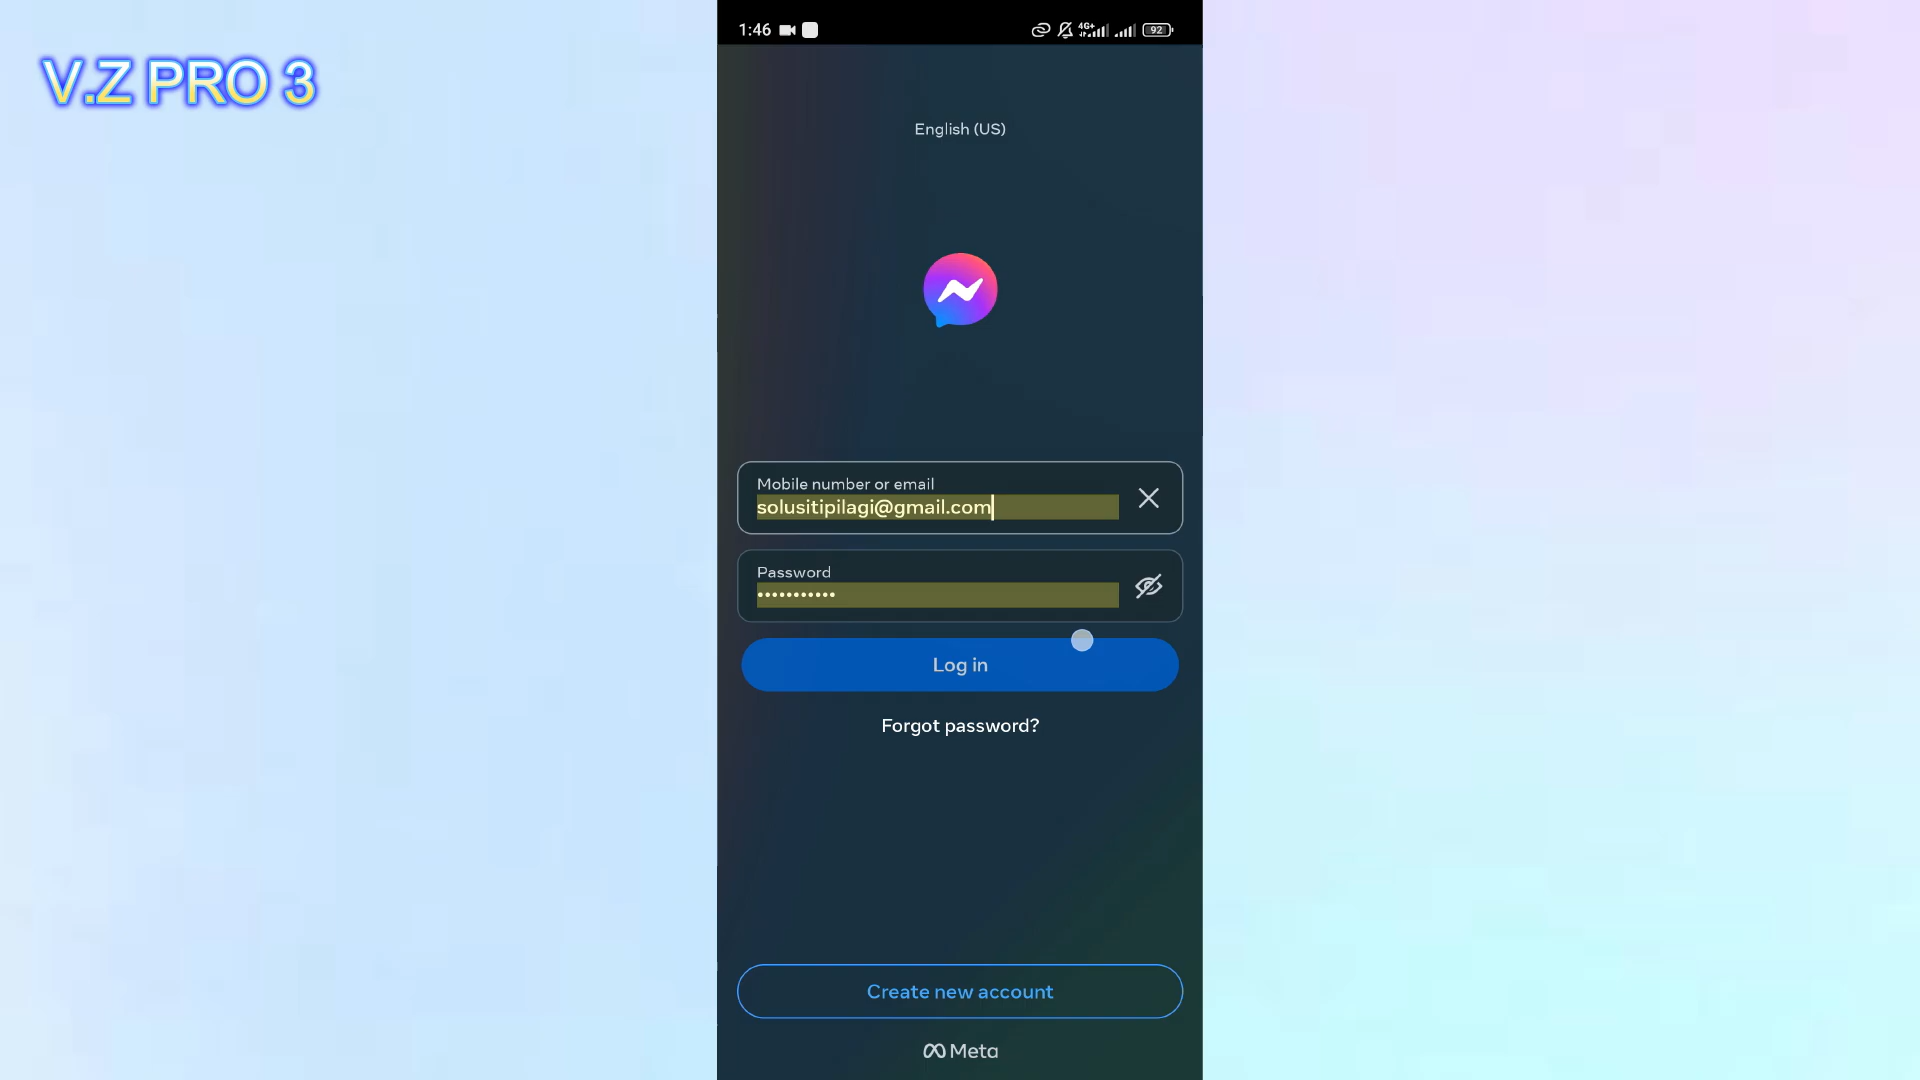 V.Z PRO 3
1:46 4G+ 92
English (US)
Mobile number or email
solusitipilagi@gmail.com
Password
•••••••••••
Log in
Forgot password?
Create new account
Meta